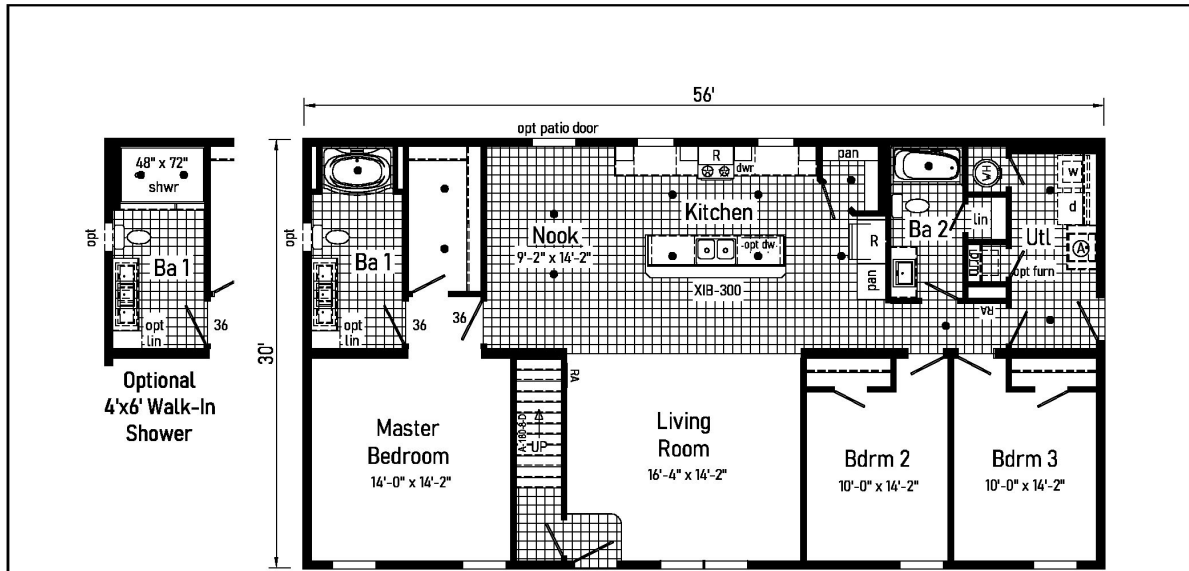 56'
opt patio door
48" x 72"
shwr
opt
Ba 1
opt
lin
36
Optional
4'x6' Walk-In
Shower
30'
opt
Ba 1
opt
lin
36
36
Nook
9'-2" x 14'-2"
R
dwr
Kitchen
opt dw
XIB-300
pan
R
pan
Ba 2
WH
lin
drm
opt furn
Utl
w
d
A
RA
Master
Bedroom
14'-0" x 14'-2"
RA
A-180-8-D
UP
Living
Room
16'-4" x 14'-2"
Bdrm 2
10'-0" x 14'-2"
Bdrm 3
10'-0" x 14'-2"